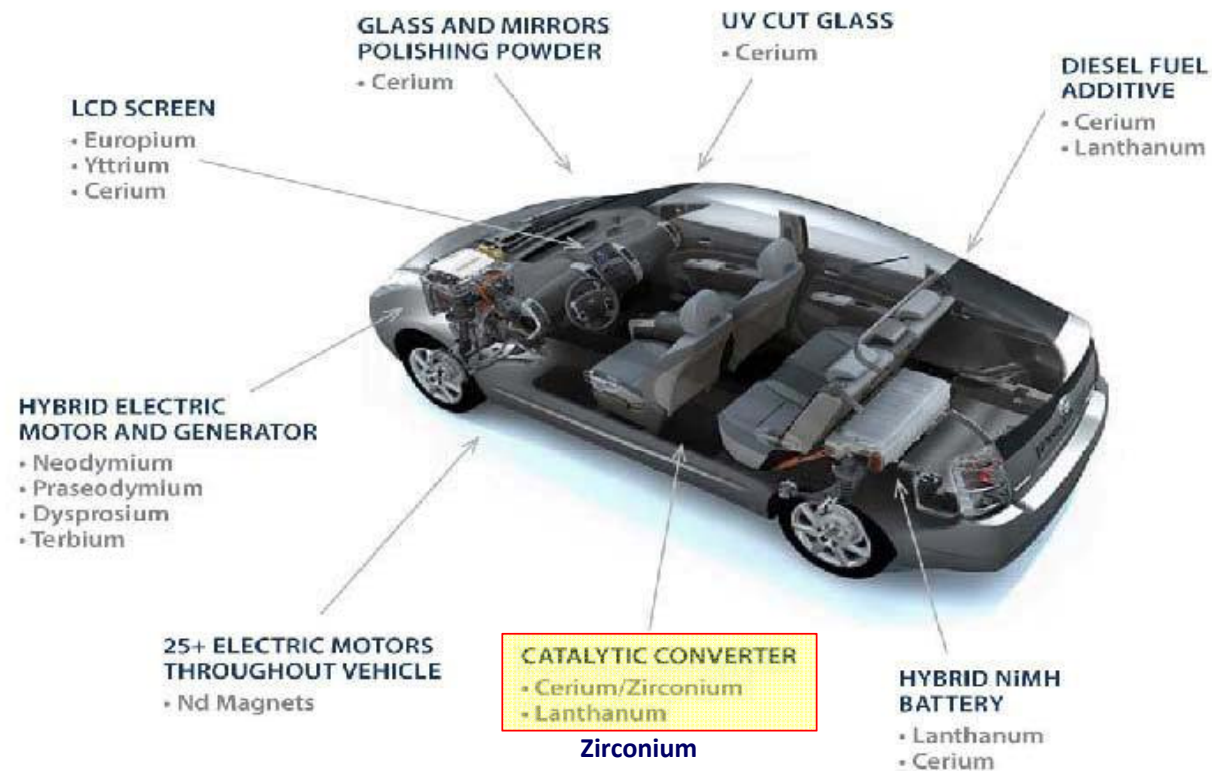 GLASS AND MIRRORS
POLISHING POWDER
• Cerium
UV CUT GLASS
• Cerium
DIESEL FUEL
ADDITIVE
• Cerium
• Lanthanum
LCD SCREEN
• Europium
• Yttrium
• Cerium
HYBRID ELECTRIC
MOTOR AND GENERATOR
• Neodymium
• Praseodymium
• Dysprosium
• Terbium
25+ ELECTRIC MOTORS
THROUGHOUT VEHICLE
• Nd Magnets
CATALYTIC CONVERTER
• Cerium/Zirconium
• Lanthanum
Zirconium
HYBRID NiMH
BATTERY
• Lanthanum
• Cerium